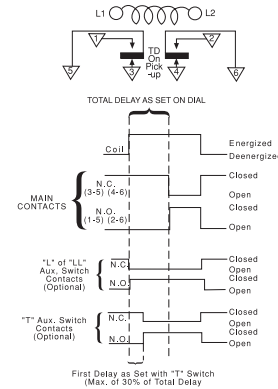 L1 L2
1 2
TD
On
Pick
-up
5 3 4 6
TOTAL DELAY AS SET ON DIAL
Coil
Energized
Deenergized
MAIN
CONTACTS
N.C.
(3-5) (4-6)
Closed
Open
N.O.
(1-5) (2-6)
Closed
Open
"L" of "LL"
Aux, Switch
Contacts
(Optional)
N.C.
Closed
Open
N.O.
Closed
Open
"T" Aux. Switch
Contacts
(Optional)
N.C.
Closed
Open
N.O.
Closed
Open
First Delay as Set with "T" Switch
(Max. of 30% of Total Delay